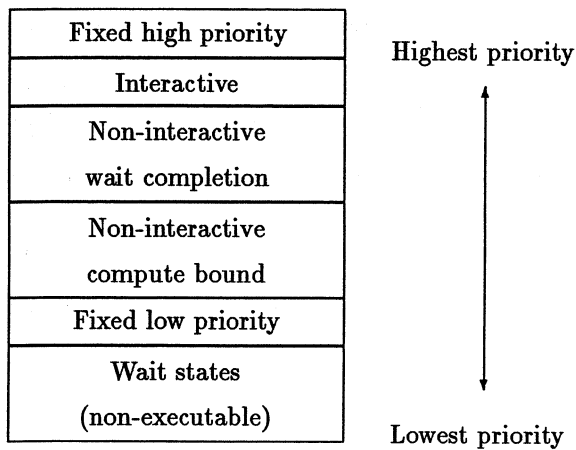 Fixed high priority
Interactive
Non-interactive
wait completion
Non-interactive
compute bound
Fixed low priority
Wait states
(non-executable)
Highest priority
Lowest priority